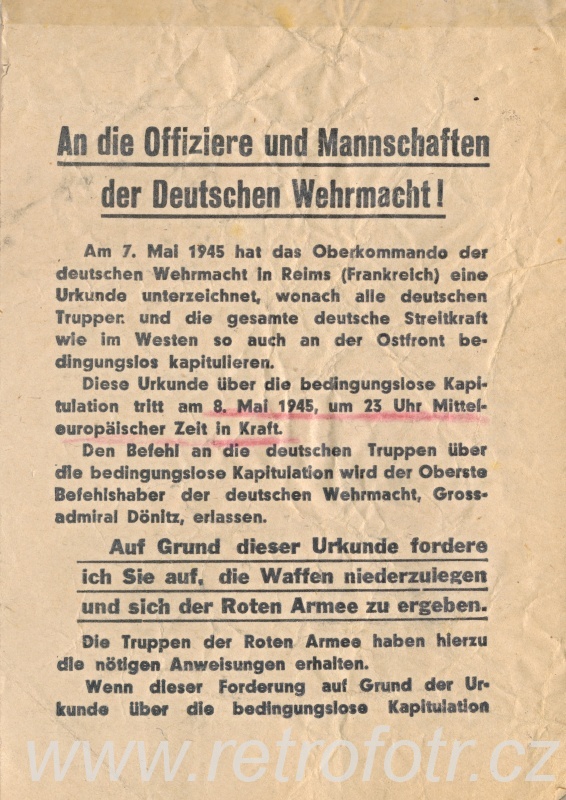 An die Offiziere und Mannschaften
der Deutschen Wehrmacht!
Am 7. Mai 1945 hat das Oberkommando der
deutschen Wehrmacht in Reims (Frankreich) eine
Urkunde unterzeichnet, wonach alle deutschen
Truppen und die gesamte deutsche Streitkraft
wie im Westen so auch an der Ostfront be-
dingungslos kapitulieren.
Diese Urkunde über die bedingungslose Kapi-
tulation tritt am 8. Mai 1945, um 23 Uhr Mittel-
europäischer Zeit in Kraft.
Den Befehl an die deutschen Truppen über
die bedingungslose Kapitulation wird der Oberste
Befehlshaber der deutschen Wehrmacht, Gross-
admiral Dönitz, erlassen.
Auf Grund dieser Urkunde fordere
ich Sie auf, die Waffen niederzulegen
und sich der Roten Armee zu ergeben.
Die Truppen der Roten Armee haben hierzu
die nötigen Anweisungen erhalten.
Wenn dieser Forderung auf Grund der Ur-
kunde über die bedingungslose Kapitulation
www.retrofotr.cz